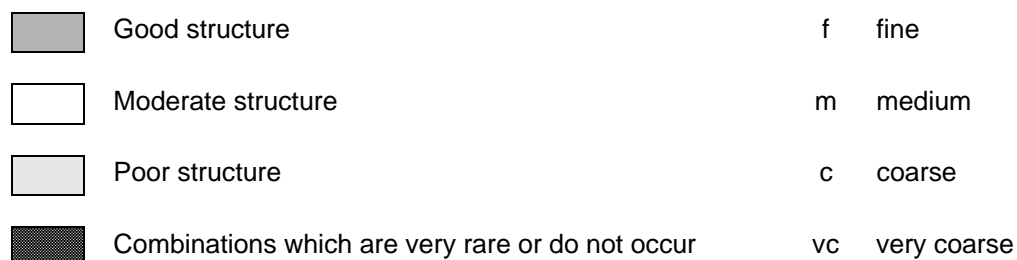 Good structure f fine
Moderate structure m medium
Poor structure c coarse
Combinations which are very rare or do not occur vc very coarse